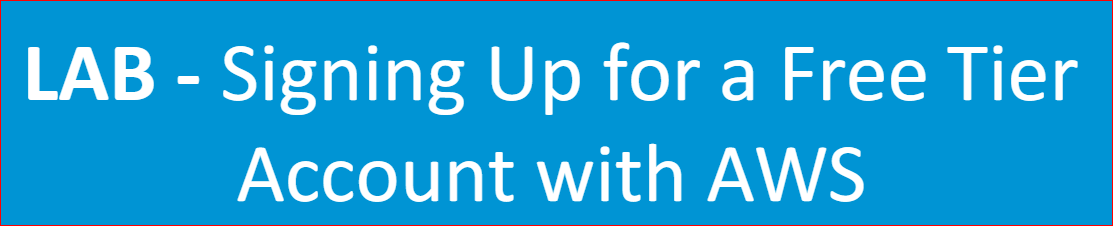 LAB - Signing Up for a Free Tier
Account with AWS